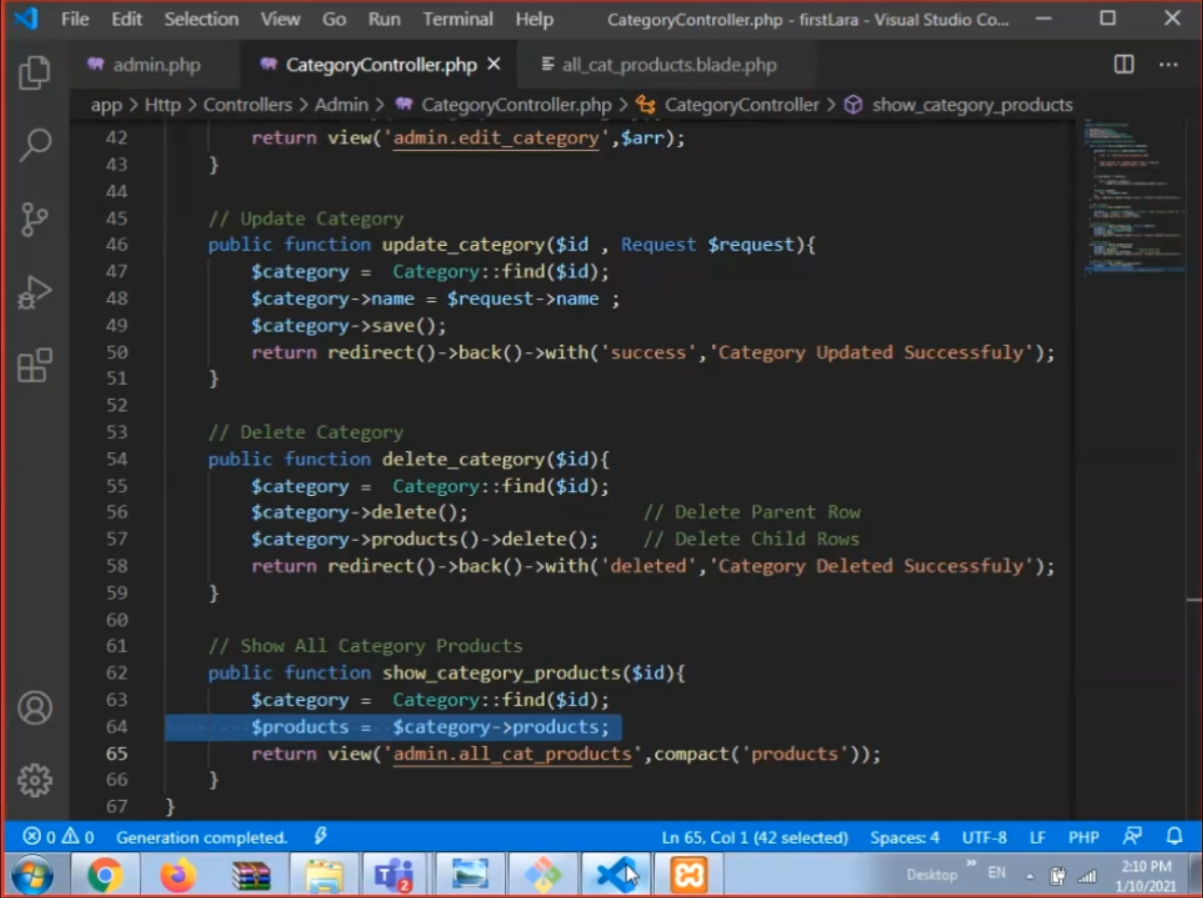 File Edit Selection View Go Run Terminal Help CategoryController.php - firstLara - Visual Studio Co...
admin.php CategoryController.php all_cat_products.blade.php
app > Http > Controllers > Admin > CategoryController.php > CategoryController > show_category_products
42 return view('admin.edit_category',$arr);
43 }
44
45 // Update Category
46 public function update_category($id , Request $request){
47 $category = Category::find($id);
48 $category->name = $request->name ;
49 $category->save();
50 return redirect()->back()->with('success','Category Updated Successfuly');
51 }
52
53 // Delete Category
54 public function delete_category($id){
55 $category = Category::find($id);
56 $category->delete(); // Delete Parent Row
57 $category->products()->delete(); // Delete Child Rows
58 return redirect()->back()->with('deleted','Category Deleted Successfuly');
59 }
60
61 // Show All Category Products
62 public function show_category_products($id){
63 $category = Category::find($id);
64 $products = $category->products;
65 return view('admin.all_cat_products',compact('products'));
66 }
67 }
0 0 Generation completed. Ln 65, Col 1 (42 selected) Spaces: 4 UTF-8 LF PHP
Desktop » EN 2:10 PM
1/10/2021